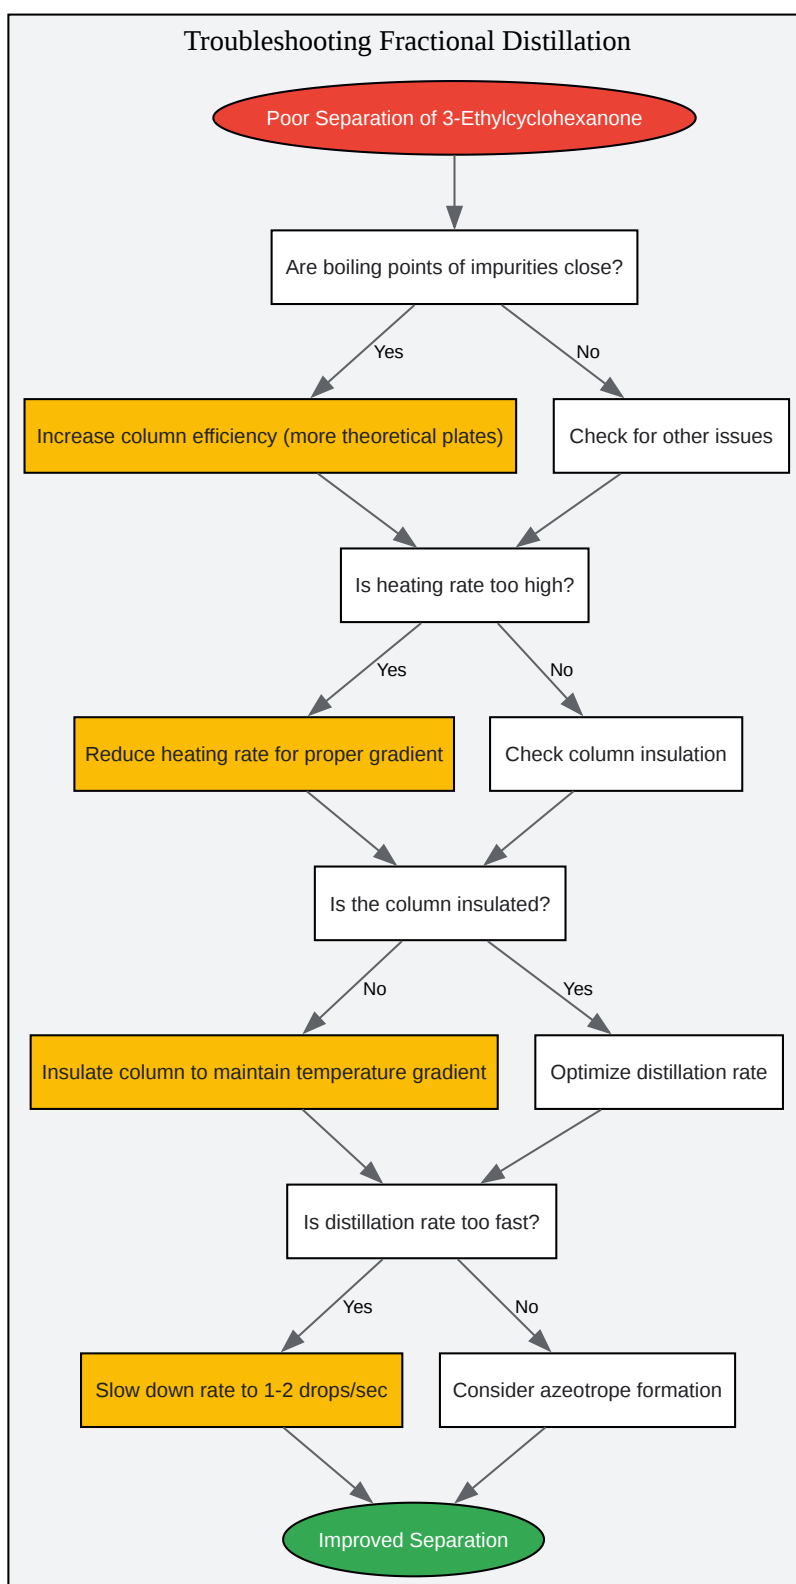 Troubleshooting Fractional Distillation
Poor Separation of 3-Ethylcyclohexanone
Are boiling points of impurities close?
Yes
No
Increase column efficiency (more theoretical plates)
Check for other issues
Is heating rate too high?
Yes
No
Reduce heating rate for proper gradient
Check column insulation
Is the column insulated?
No
Yes
Insulate column to maintain temperature gradient
Optimize distillation rate
Is distillation rate too fast?
Yes
No
Slow down rate to 1-2 drops/sec
Consider azeotrope formation
Improved Separation